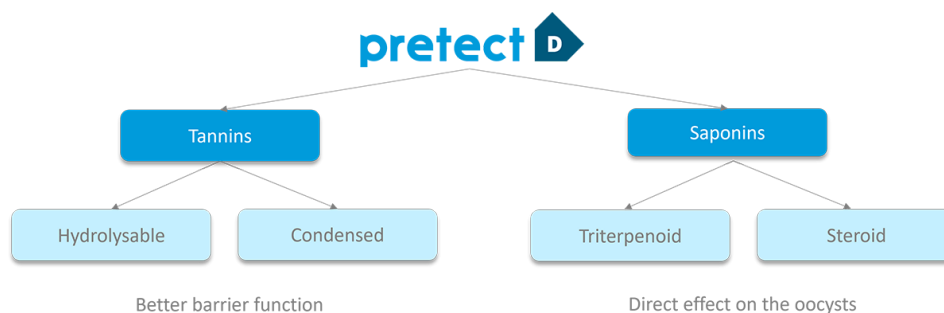 pretect D
Tannins
Saponins
Hydrolysable
Condensed
Triterpenoid
Steroid
Better barrier function
Direct effect on the oocysts